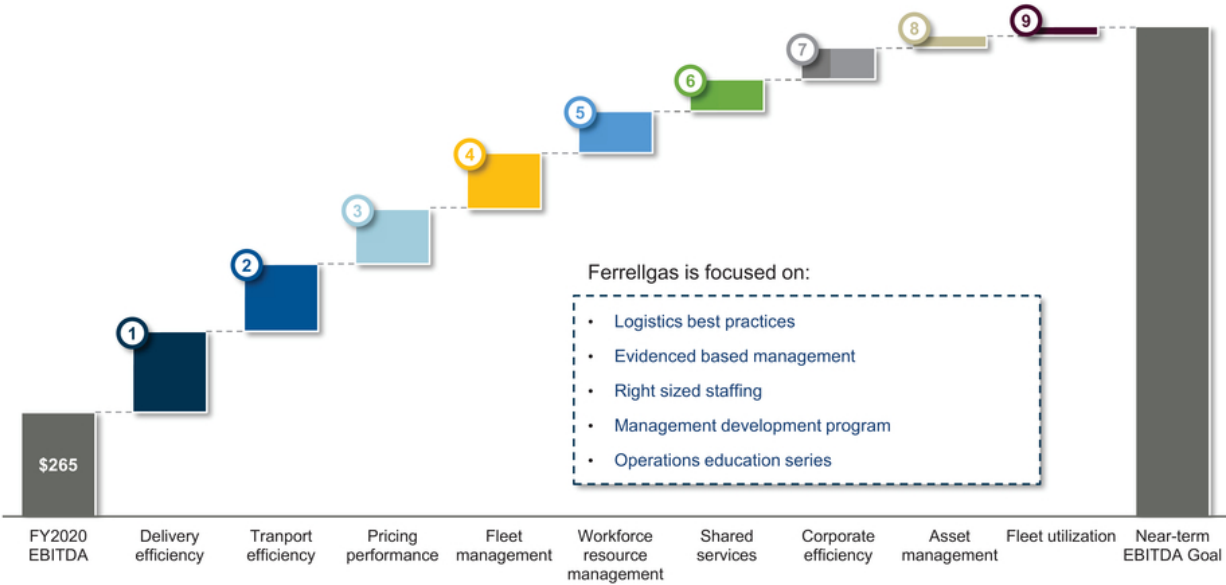 9
8
7
6
5
4
3
2
1
Ferrellgas is focused on:
• Logistics best practices
• Evidenced based management
• Right sized staffing
• Management development program
• Operations education series
$265
FY2020
EBITDA
Delivery
efficiency
Tranport
efficiency
Pricing
performance
Fleet
management
Workforce
resource
management
Shared
services
Corporate
efficiency
Asset
management
Fleet utilization
Near-term
EBITDA Goal